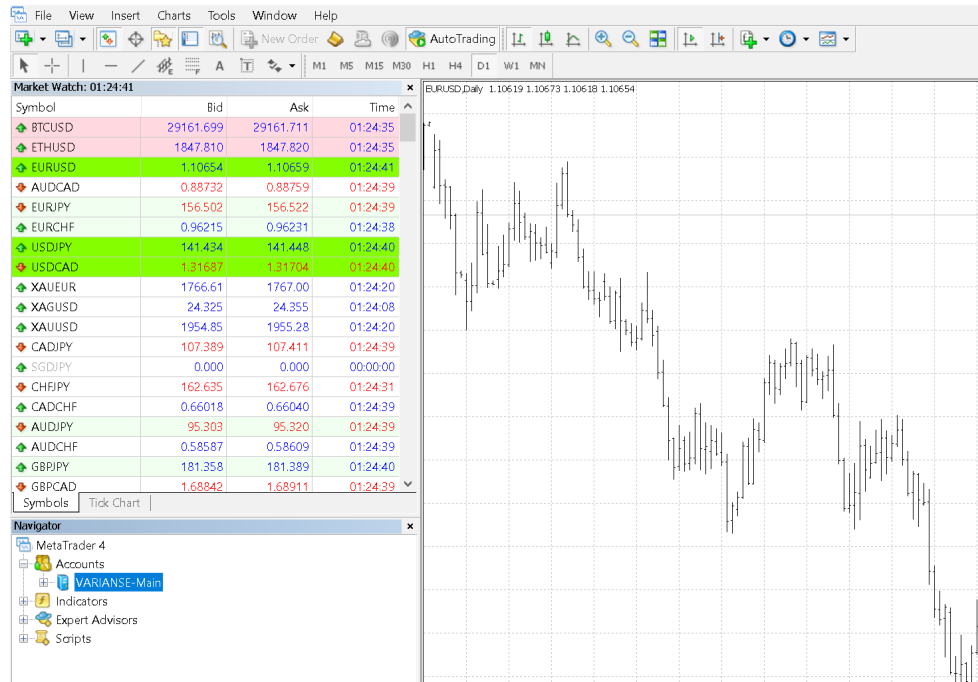 File View Insert Charts Tools Window Help
New Order AutoTrading
A T M1 M5 M15 M30 H1 H4 D1 W1 MN
Market Watch: 01:24:41
Symbol Bid Ask Time
BTCUSD 29161.699 29161.711 01:24:35
ETHUSD 1847.810 1847.820 01:24:35
EURUSD 1.10654 1.10659 01:24:41
AUDCAD 0.88732 0.88759 01:24:39
EURJPY 156.502 156.522 01:24:39
EURCHF 0.96215 0.96231 01:24:38
USDJPY 141.434 141.448 01:24:40
USDCAD 1.31687 1.31704 01:24:40
XAUEUR 1766.61 1767.00 01:24:20
XAGUSD 24.325 24.355 01:24:08
XAUUSD 1954.85 1955.28 01:24:20
CADJPY 107.389 107.411 01:24:39
SGDJPY 0.000 0.000 00:00:00
CHFJPY 162.635 162.676 01:24:31
CADCHF 0.66018 0.66040 01:24:39
AUDJPY 95.303 95.320 01:24:39
AUDCHF 0.58587 0.58609 01:24:39
GBPJPY 181.358 181.389 01:24:40
GBPCAD 1.68842 1.68911 01:24:39
Symbols Tick Chart
Navigator
MetaTrader 4
Accounts
VARIANSE-Main
Indicators
Expert Advisors
Scripts
EURUSD,Daily 1.10619 1.10673 1.10618 1.10654